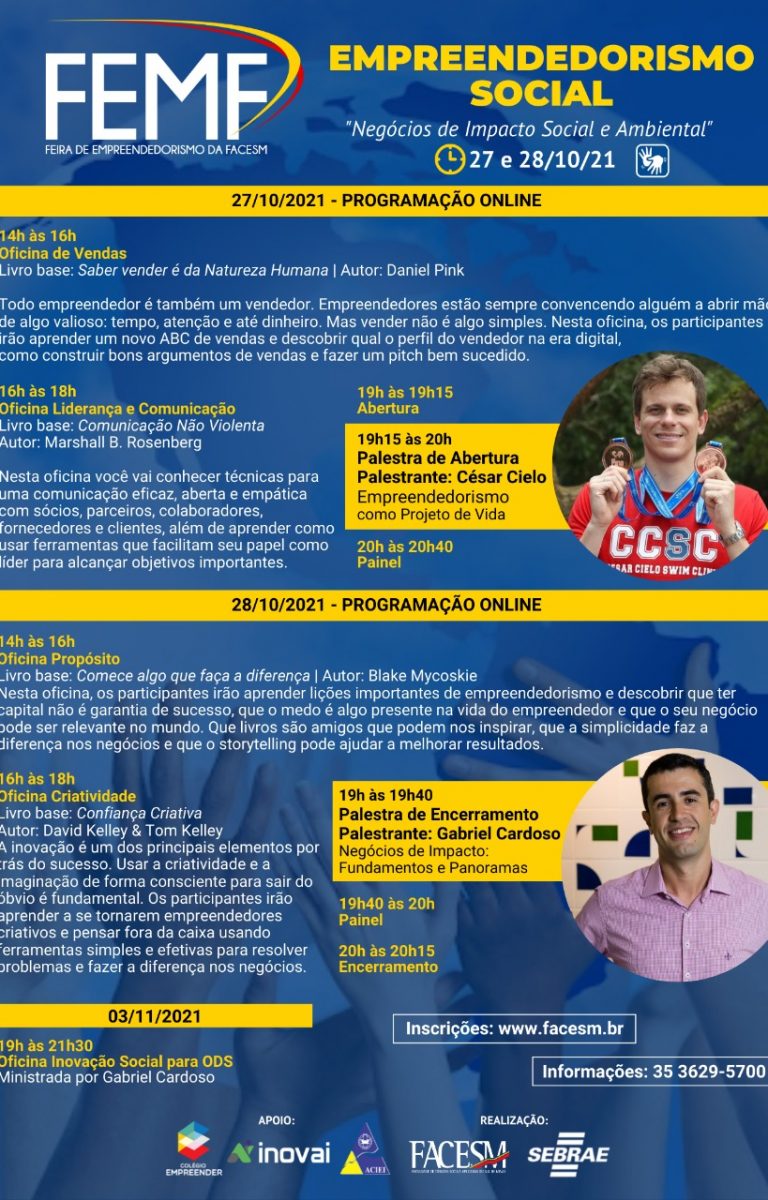 FEMF
FEIRA DE EMPREENDEDORISMO DA FACESM
EMPREENDEDORISMO
SOCIAL
"Negócios de Impacto Social e Ambiental"
27 e 28/10/21
27/10/2021 - PROGRAMAÇÃO ONLINE
14h às 16h
Oficina de Vendas
Livro base: Saber vender é da Natureza Humana | Autor: Daniel Pink
Todo empreendedor é também um vendedor. Empreendedores estão sempre convencendo alguém a abrir mão
de algo valioso: tempo, atenção e até dinheiro. Mas vender não é algo simples. Nesta oficina, os participantes
irão aprender um novo ABC de vendas e descobrir qual o perfil do vendedor na era digital,
como construir bons argumentos de vendas e fazer um pitch bem sucedido.
16h às 18h
Oficina Liderança e Comunicação
Livro base: Comunicação Não Violenta
Autor: Marshall B. Rosenberg
Nesta oficina você vai conhecer técnicas para
uma comunicação eficaz, aberta e empática
com sócios, parceiros, colaboradores,
fornecedores e clientes, além de aprender como
usar ferramentas que facilitam seu papel como
líder para alcançar objetivos importantes.
19h às 19h15
Abertura
19h15 às 20h
Palestra de Abertura
Palestrante: César Cielo
Empreendedorismo
como Projeto de Vida
20h às 20h40
Painel
CCSC
CESAR CIELO SWIM CLINIC
28/10/2021 - PROGRAMAÇÃO ONLINE
14h às 16h
Oficina Propósito
Livro base: Comece algo que faça a diferença | Autor: Blake Mycoskie
Nesta oficina, os participantes irão aprender lições importantes de empreendedorismo e descobrir que ter
capital não é garantia de sucesso, que o medo é algo presente na vida do empreendedor e que o seu negócio
pode ser relevante no mundo. Que livros são amigos que podem nos inspirar, que a simplicidade faz a
diferença nos negócios e que o storytelling pode ajudar a melhorar resultados.
16h às 18h
Oficina Criatividade
Livro base: Confiança Criativa
Autor: David Kelley & Tom Kelley
A inovação é um dos principais elementos por
trás do sucesso. Usar a criatividade e a
imaginação de forma consciente para sair do
óbvio é fundamental. Os participantes irão
aprender a se tornarem empreendedores
criativos e pensar fora da caixa usando
ferramentas simples e efetivas para resolver
problemas e fazer a diferença nos negócios.
19h às 19h40
Palestra de Encerramento
Palestrante: Gabriel Cardoso
Negócios de Impacto:
Fundamentos e Panoramas
19h40 às 20h
Painel
20h às 20h15
Encerramento
03/11/2021
19h às 21h30
Oficina Inovação Social para ODS
Ministrada por Gabriel Cardoso
Inscrições: www.facesm.br
Informações: 35 3629-5700
APOIO:
REALIZAÇÃO:
COLÉGIO
EMPREENDER
inovai
ACIEI
FACESM
SEBRAE